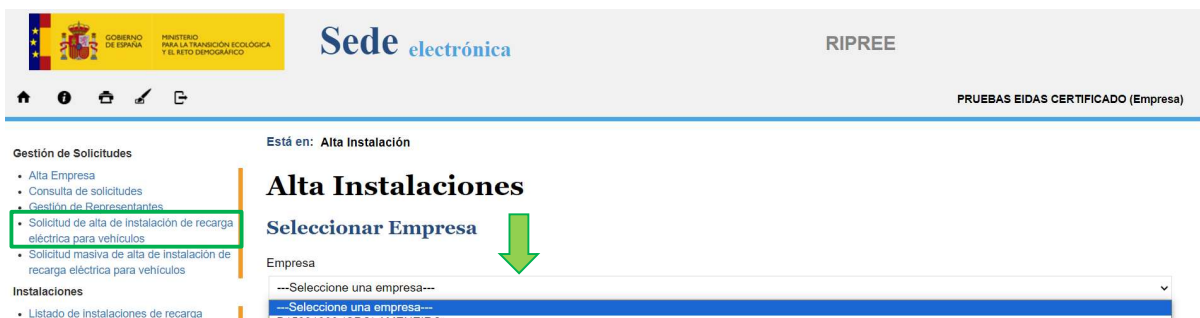 GOBIERNO
DE ESPAÑA
MINISTERIO
PARA LA TRANSICIÓN ECOLÓGICA
Y EL RETO DEMOGRÁFICO
Sede electrónica
RIPREE
PRUEBAS EIDAS CERTIFICADO (Empresa)
Gestión de Solicitudes
Alta Empresa
Consulta de solicitudes
Gestión de Representantes
Solicitud de alta de instalación de recarga
eléctrica para vehículos
Solicitud masiva de alta de instalación de
recarga eléctrica para vehículos
Instalaciones
Listado de instalaciones de recarga
Está en: Alta Instalación
Alta Instalaciones
Seleccionar Empresa
Empresa
---Seleccione una empresa---
---Seleccione una empresa---